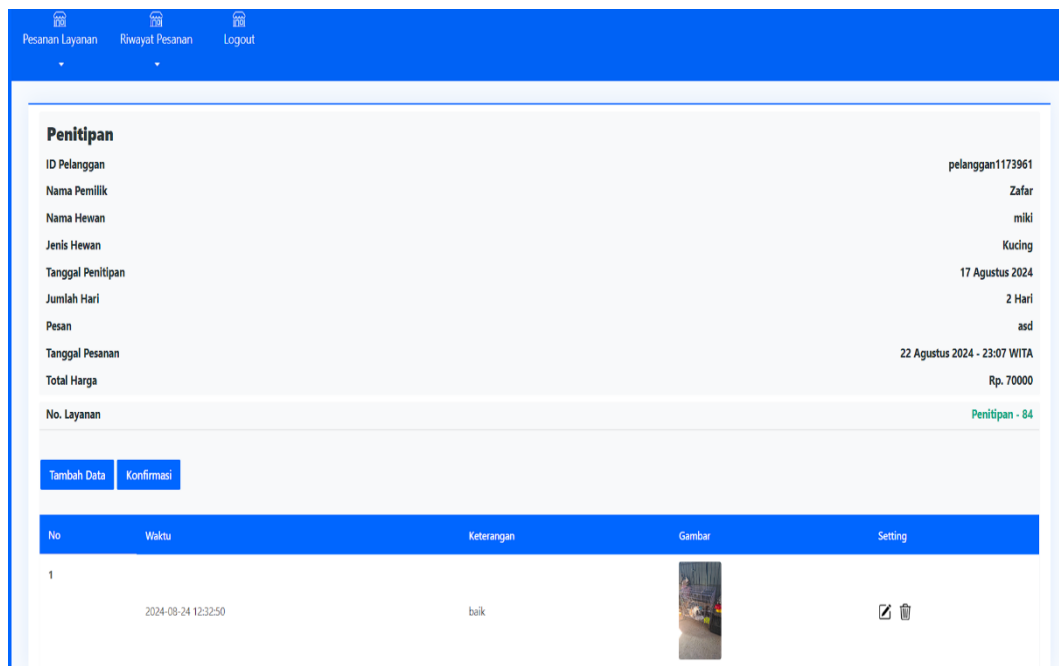 Pesanan Layanan Riwayat Pesanan Logout
Penitipan
ID Pelanggan pelanggan1173961
Nama Pemilik Zafar
Nama Hewan miki
Jenis Hewan Kucing
Tanggal Penitipan 17 Agustus 2024
Jumlah Hari 2 Hari
Pesan asd
Tanggal Pesanan 22 Agustus 2024 - 23:07 WITA
Total Harga Rp. 70000
No. Layanan Penitipan - 84
Tambah Data Konfirmasi
No Waktu Keterangan Gambar Setting
1
2024-08-24 12:32:50 baik